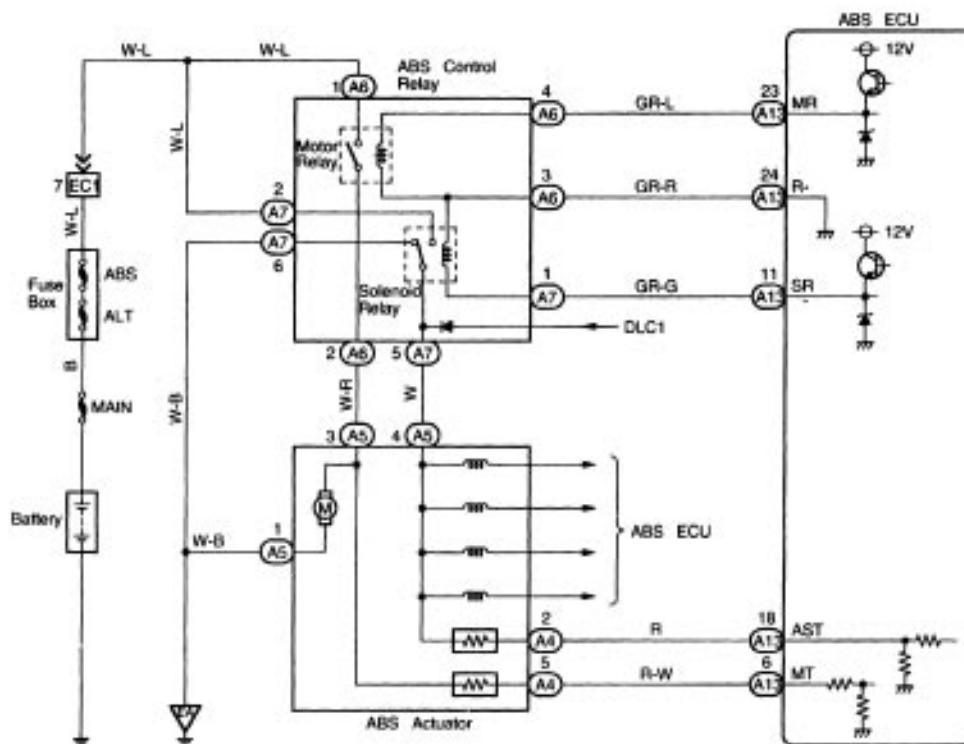 ABS ECU
W-L
W-L
ABS Control
Relay
1 A6
12V
4
A6
GR-L
23
A13
MR
W-L
Motor
Relay
7 EC1
2
A7
3
A6
GR-R
24
A13
R-
W-L
A7
6
12V
Fuse
Box
ABS
ALT
Solenoid
Relay
1
A7
GR-G
11
A13
SR
DLC1
B
2 A6
5 A7
MAIN
W-B
W-R
W
3 A5
4 A5
Battery
M
1
A5
W-B
ABS ECU
2
A4
R
18
A13
AST
5
A4
R-W
6
A13
MT
ABS Actuator